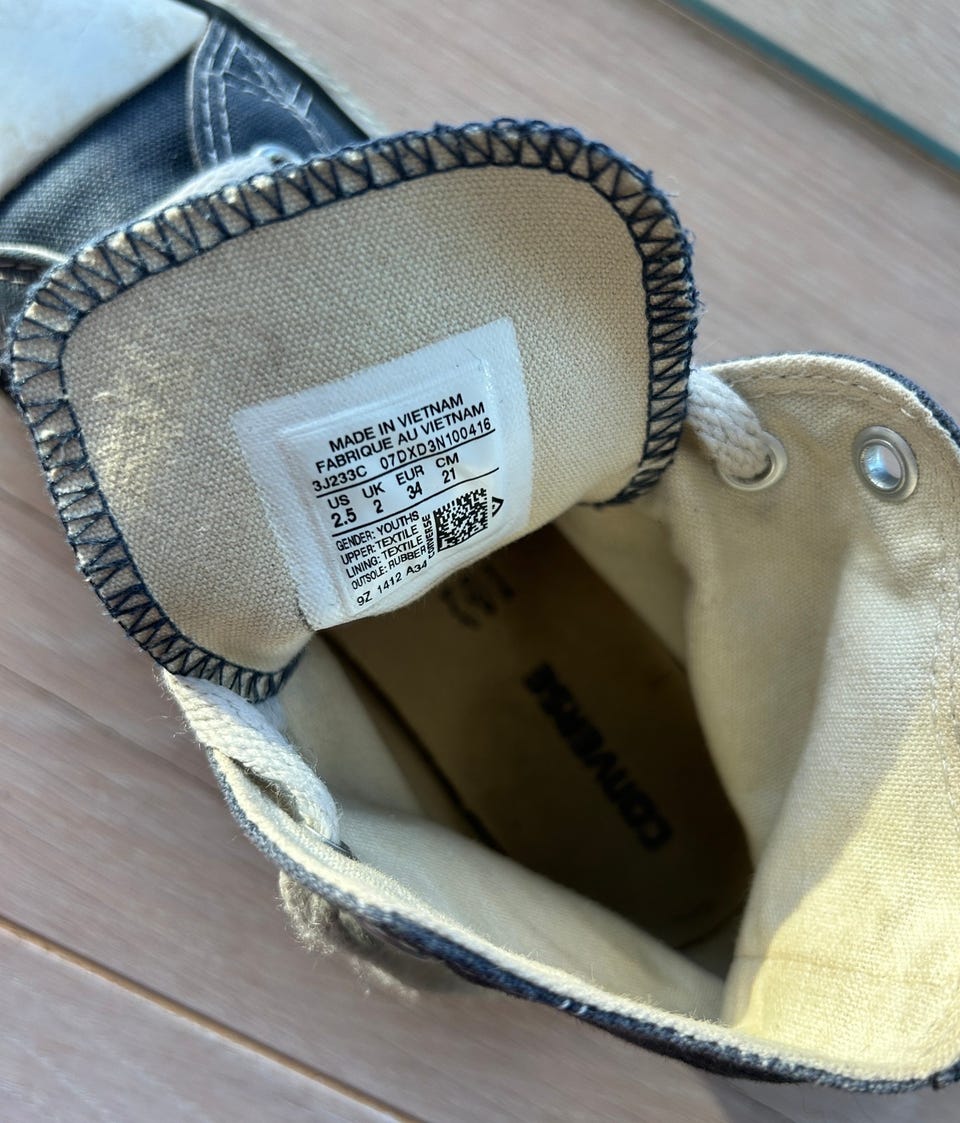 MADE IN VIETNAM
FABRIQUE AU VIETNAM
3J233C 07DXD3N100416
US UK EUR CM
2.5 2 34 21
GENDER: YOUTHS
UPPER: TEXTILE
LINING: TEXTILE
OUTSOLE: RUBBER
CONVERSE
9Z 1412 A34
CONVERSE